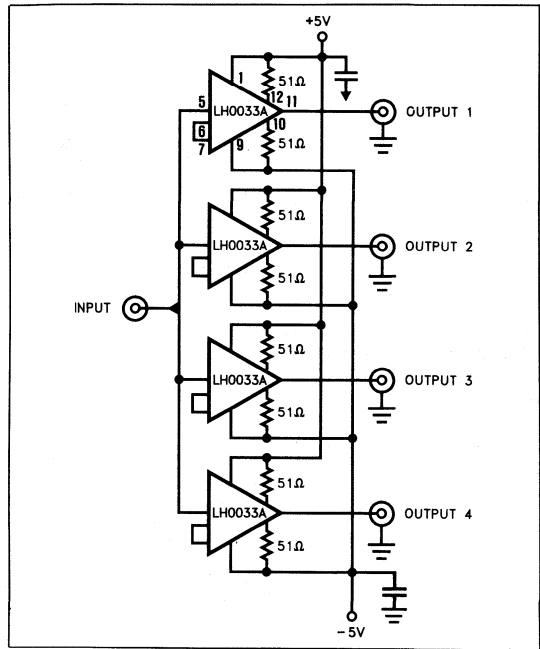 +5V
1
51Ω
12
11
5
LH0033A
OUTPUT 1
10
6
7
9
51Ω
51Ω
LH0033A
OUTPUT 2
51Ω
INPUT
51Ω
LH0033A
OUTPUT 3
51Ω
51Ω
LH0033A
OUTPUT 4
51Ω
-5V